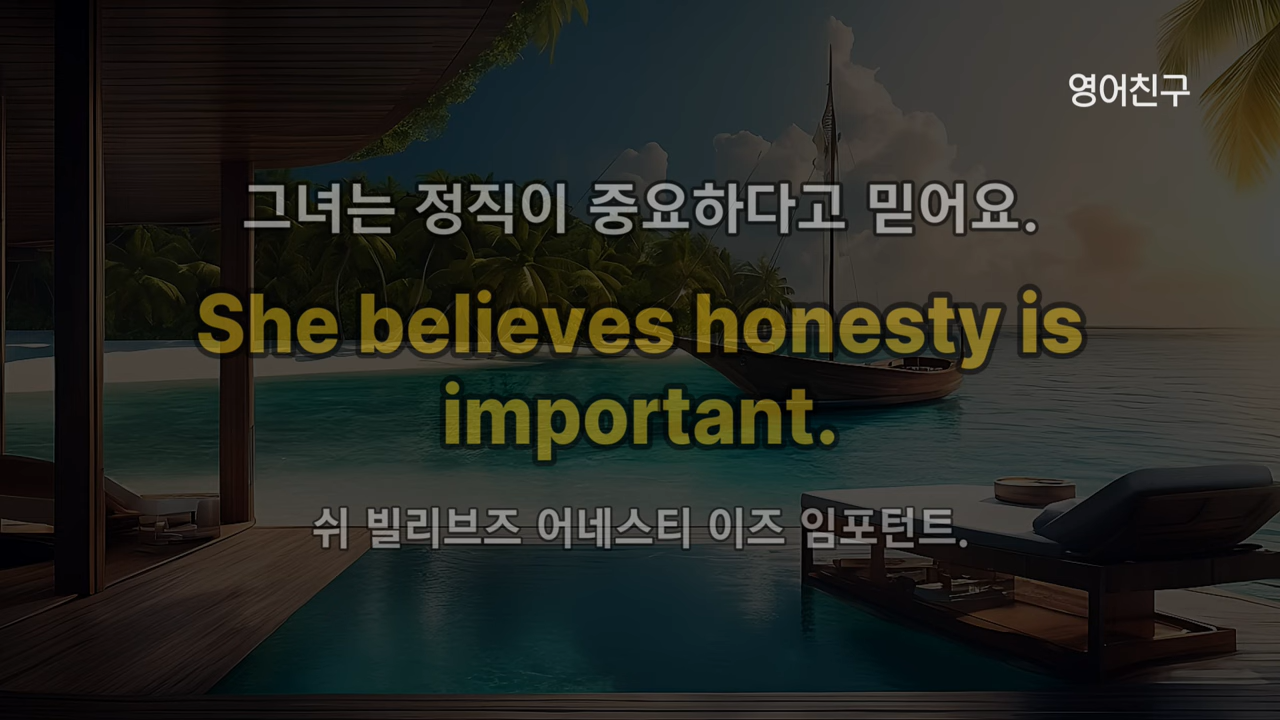 영어친구
그녀는 정직이 중요하다고 믿어요.
She believes honesty is
important.
쉬 빌리브즈 어네스티 이즈 임포턴트.